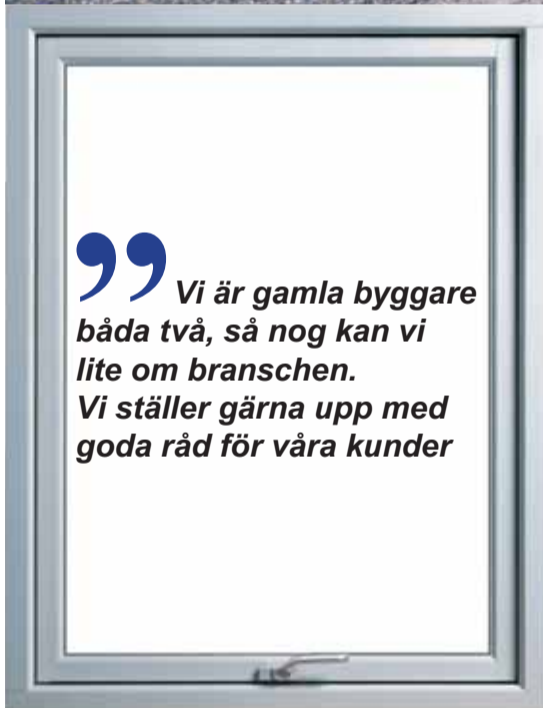 ” Vi är gamla byggare
båda två, så nog kan vi
lite om branschen.
Vi ställer gärna upp med
goda råd för våra kunder